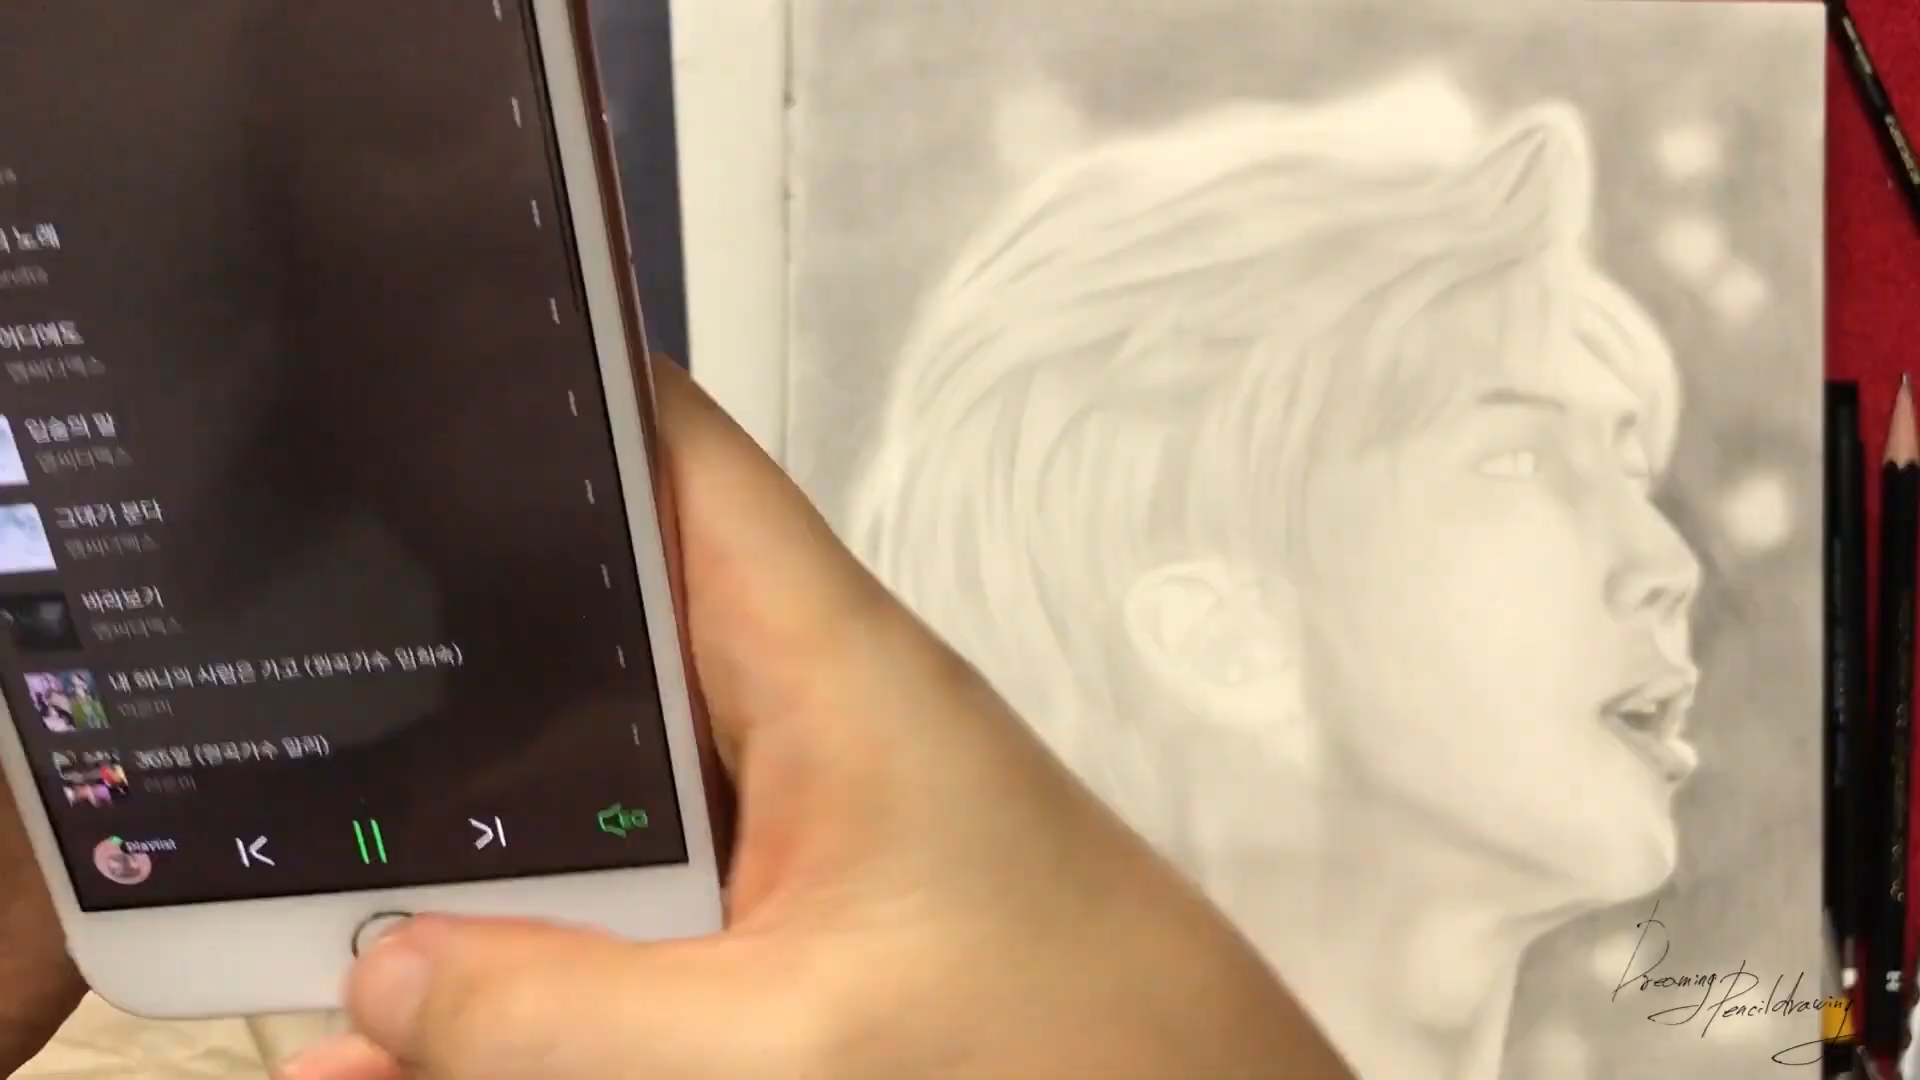 노래
어디에도
엠씨더맥스
입술의 말
엠씨더맥스
그대가 분다
엠씨더맥스
바라보기
엠씨더맥스
내 하나의 사람은 가고 (원곡가수 임희숙)
365일 (원곡가수 알리)
Playlist
Dreaming
Pencildrawing